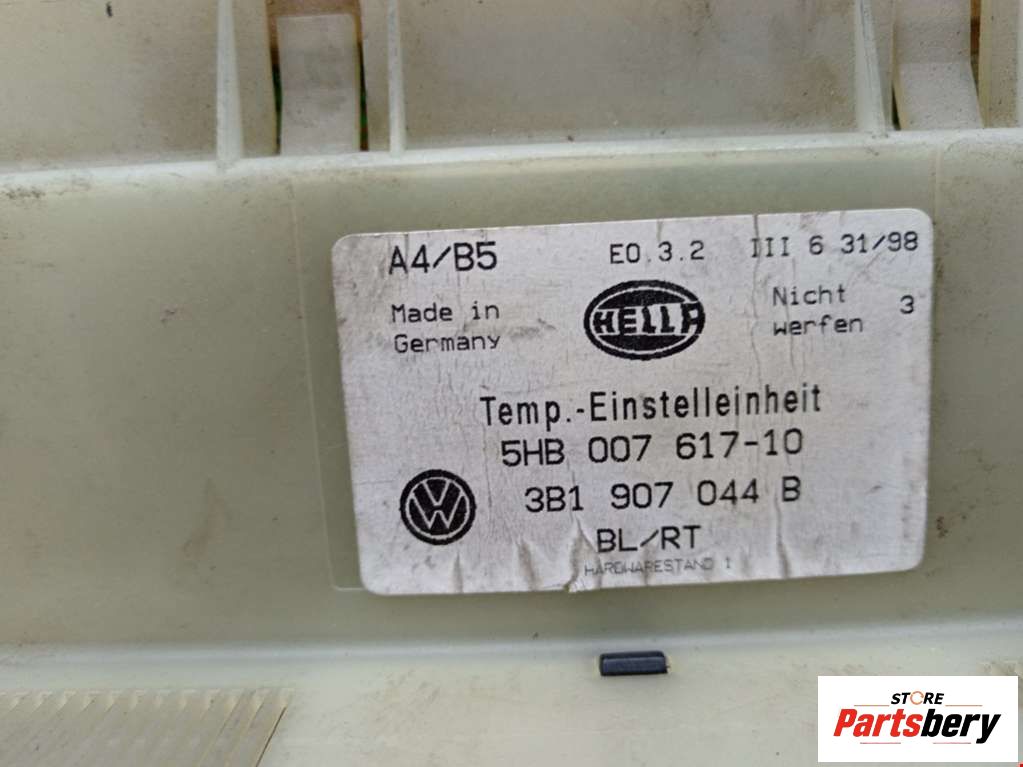 A4/B5 E0.3.2 III 6 31/98
Made in Germany
HELLA
Nicht werfen 3
Temp.-Einstelleinheit
5HB 007 617-10
VW 3B1 907 044 B
BL/RT
HARDWARESTAND 1
STORE
Partsbery